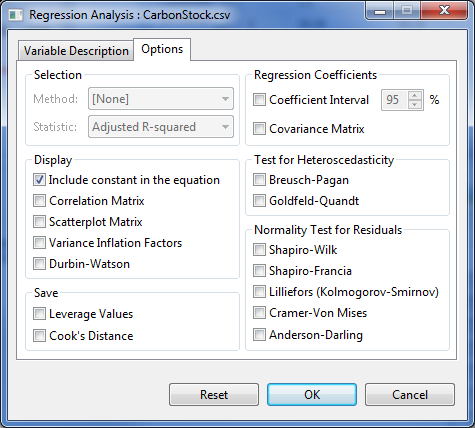 Regression Analysis : CarbonStock.csv
Variable Description
Options
Selection
Method:
[None]
Statistic:
Adjusted R-squared
Display
Include constant in the equation
Correlation Matrix
Scatterplot Matrix
Variance Inflation Factors
Durbin-Watson
Save
Leverage Values
Cook's Distance
Regression Coefficients
Coefficient Interval
95
%
Covariance Matrix
Test for Heteroscedasticity
Breusch-Pagan
Goldfeld-Quandt
Normality Test for Residuals
Shapiro-Wilk
Shapiro-Francia
Lilliefors (Kolmogorov-Smirnov)
Cramer-Von Mises
Anderson-Darling
Reset
OK
Cancel